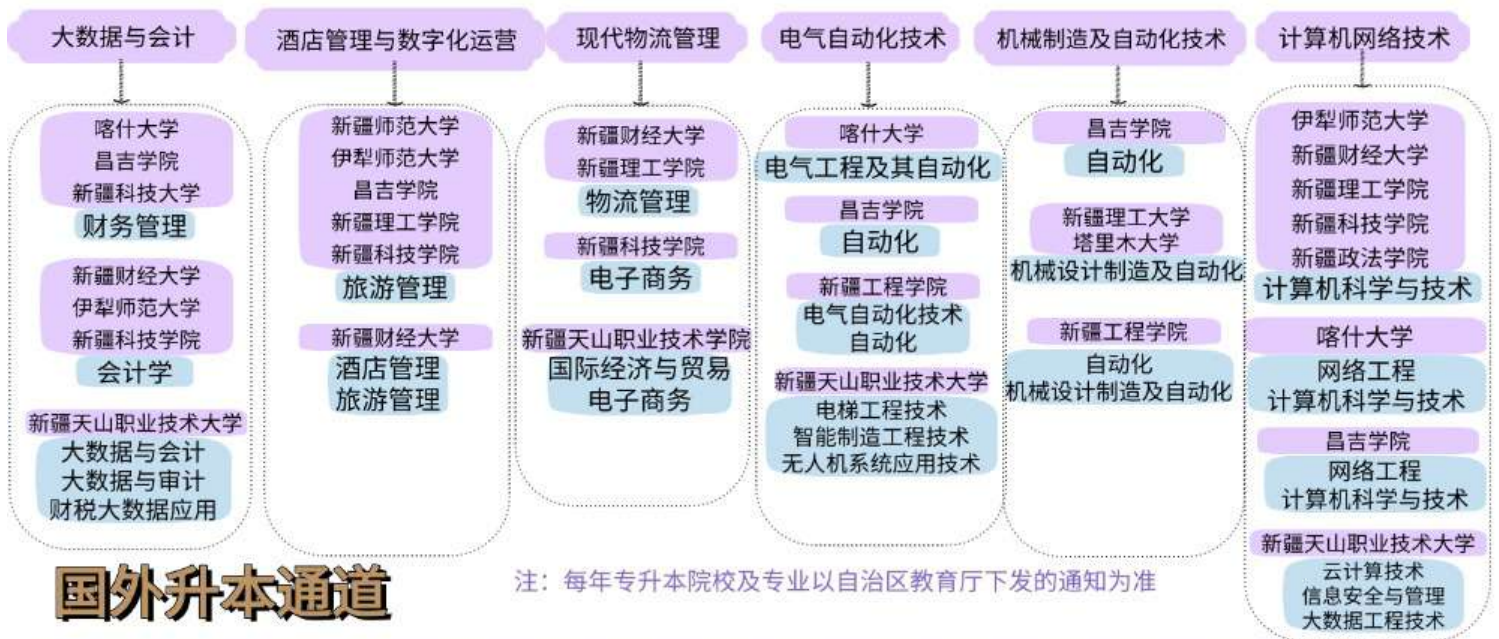 大数据与会计
喀什大学
昌吉学院
新疆科技大学
财务管理
新疆财经大学
伊犁师范大学
新疆科技学院
会计学
新疆天山职业技术大学
大数据与会计
大数据与审计
财税大数据应用
酒店管理与数字化运营
新疆师范大学
伊犁师范大学
昌吉学院
新疆理工学院
新疆科技学院
旅游管理
新疆财经大学
酒店管理
旅游管理
现代物流管理
新疆财经大学
新疆理工学院
物流管理
新疆科技学院
电子商务
新疆天山职业技术学院
国际经济与贸易
电子商务
电气自动化技术
喀什大学
电气工程及其自动化
昌吉学院
自动化
新疆工程学院
电气自动化技术
自动化
新疆天山职业技术大学
电梯工程技术
智能制造工程技术
无人机系统应用技术
机械制造及自动化技术
昌吉学院
自动化
新疆理工大学
塔里木大学
机械设计制造及自动化
新疆工程学院
自动化
机械设计制造及自动化
计算机网络技术
伊犁师范大学
新疆财经大学
新疆理工学院
新疆科技学院
新疆政法学院
计算机科学与技术
喀什大学
网络工程
计算机科学与技术
昌吉学院
网络工程
计算机科学与技术
新疆天山职业技术大学
云计算技术
信息安全与管理
大数据工程技术
国外升本通道
注：每年专升本院校及专业以自治区教育厅下发的通知为准